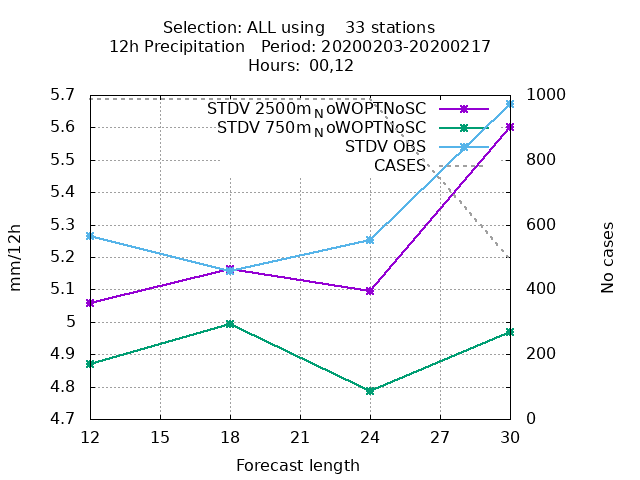 Selection: ALL using    33 stations
12h Precipitation   Period: 20200203-20200217
Hours: 00,12
STDV 2500mNoWOPTNoSC
STDV 750mNoWOPTNoSC
STDV OBS
CASES
mm/12h
5.7
5.6
5.5
5.4
5.3
5.2
5.1
5
4.9
4.8
4.7
1000
800
600
400
200
0
No cases
12 15 18 21 24 27 30
Forecast length